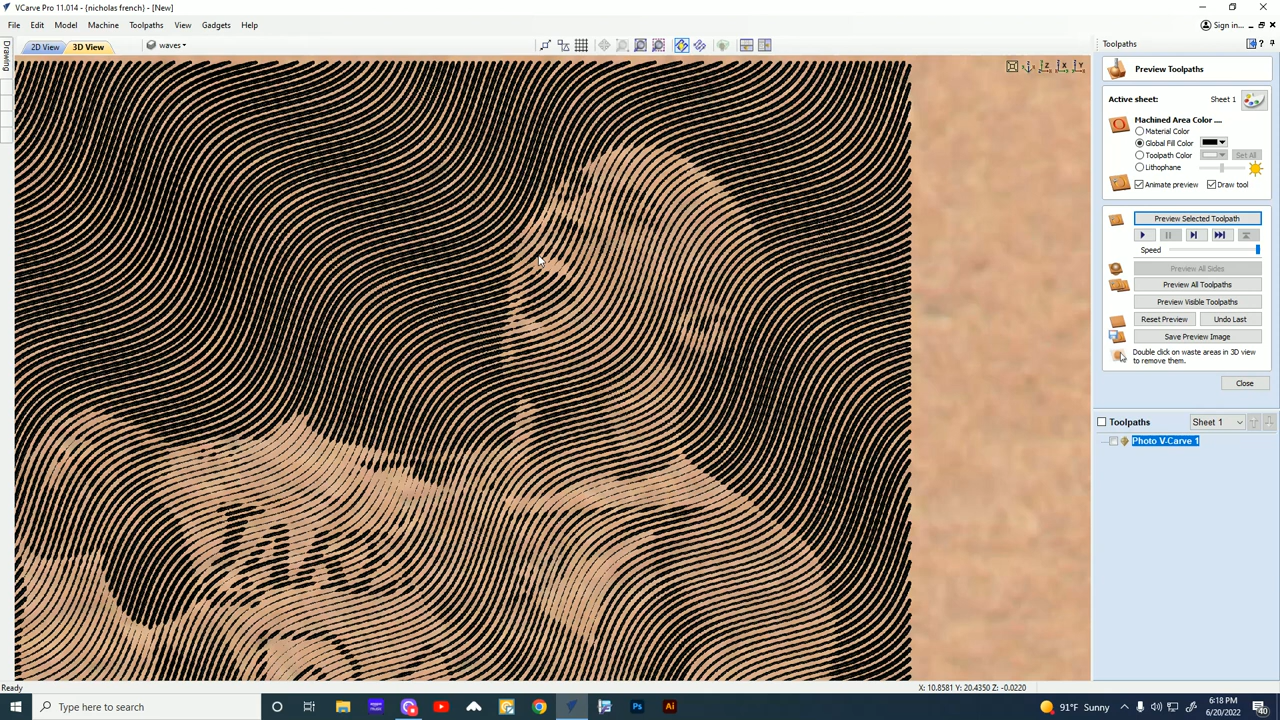 VCarve Pro 11.014 - {nicholas french} - [New]
File Edit Model Machine Toolpaths View Gadgets Help
Sign in...
2D View 3D View waves
Drawing
Toolpaths
Preview Toolpaths
Active sheet: Sheet 1
Machined Area Color ....
Material Color
Global Fill Color
Toolpath Color Set All
Lithophane
Animate preview Draw tool
Preview Selected Toolpath
Speed
Preview All Sides
Preview All Toolpaths
Preview Visible Toolpaths
Reset Preview Undo Last
Save Preview Image
Double click on waste areas in 3D view
to remove them.
Close
Toolpaths Sheet 1
Photo V-Carve 1
Ready
X: 10.8581 Y: 20.4350 Z: -0.0220
Type here to search
Ps Ai
91°F Sunny
6:18 PM
6/20/2022
40